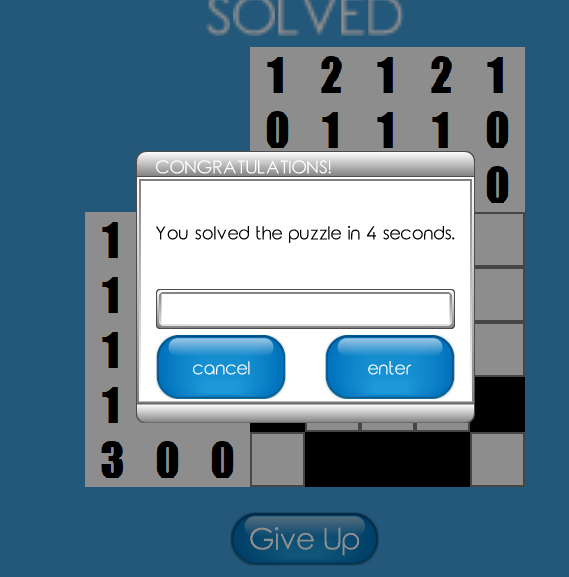 SOLVED
1 2 1 2 1
0 1 1 1 0
0
CONGRATULATIONS!
You solved the puzzle in 4 seconds.
1
1
1
cancel enter
1
3 0 0
Give Up